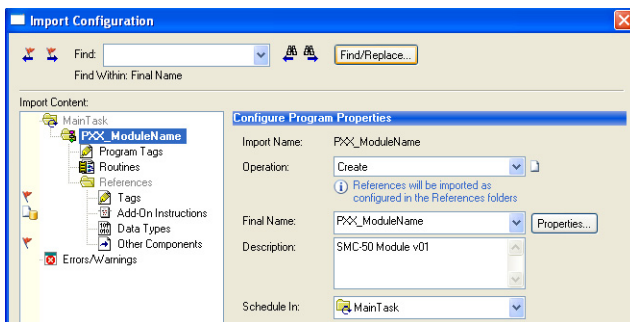 Import Configuration
Find:
Find/Replace...
Find Within: Final Name
Import Content:
MainTask
PXX_ModuleName
Program Tags
Routines
References
Tags
Add-On Instructions
Data Types
Other Components
Errors/Warnings
Configure Program Properties
Import Name: PXX_ModuleName
Operation: Create
References will be imported as
configured in the References folders
Final Name: PXX_ModuleName Properties...
Description: SMC-50 Module v01
Schedule In: MainTask